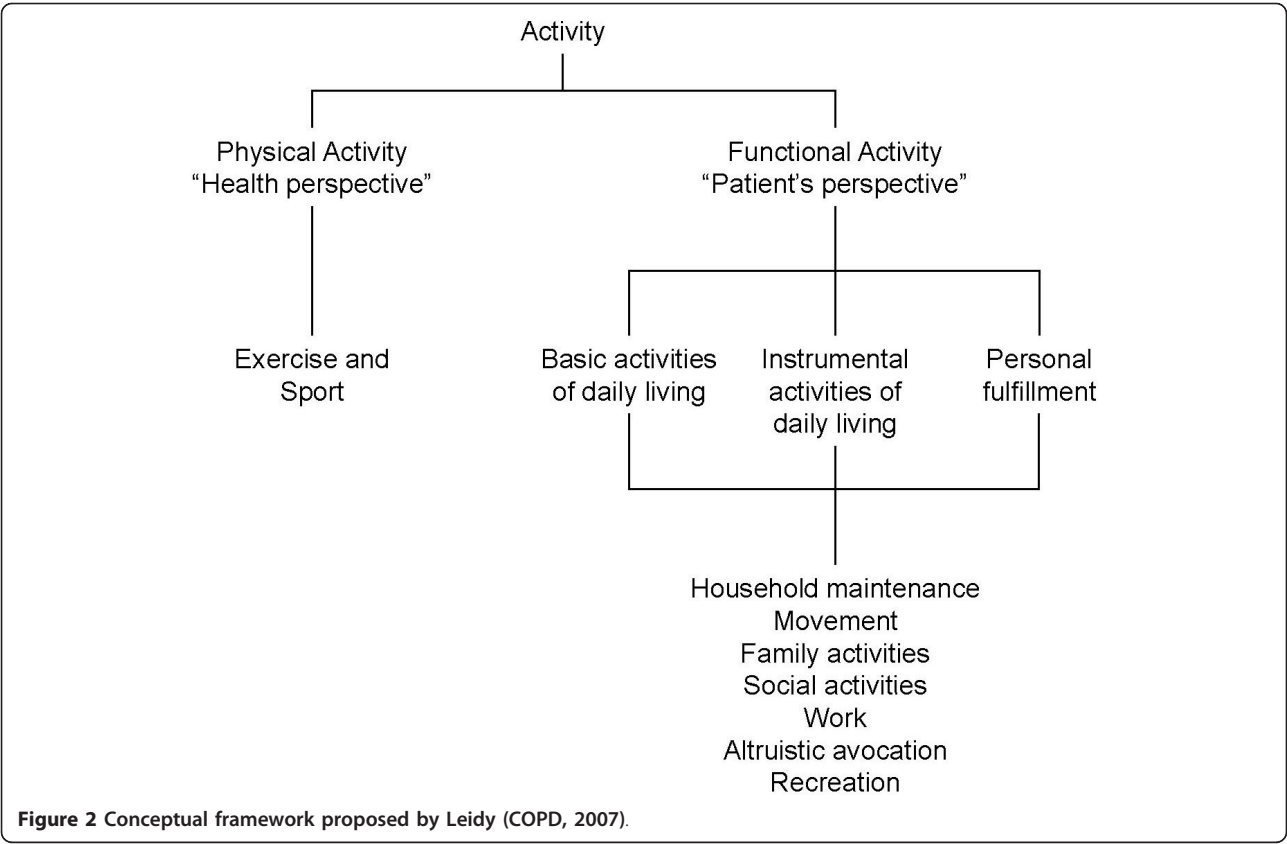 Activity
Physical Activity
“Health perspective”
Functional Activity
“Patient’s perspective”
Exercise and
Sport
Basic activities
of daily living
Instrumental
activities of
daily living
Personal
fulfillment
Household maintenance
Movement
Family activities
Social activities
Work
Altruistic avocation
Recreation
Figure 2 Conceptual framework proposed by Leidy (COPD, 2007).